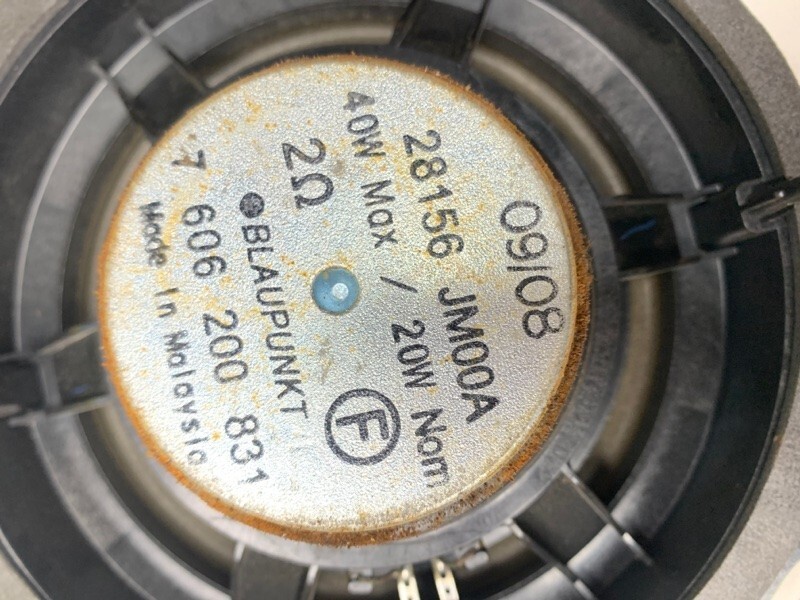 09/08
28156 JM00A
40W Max / 20W Nom
2Ω
F
BLAUPUNKT
7 606 200 831
Made In Malaysia